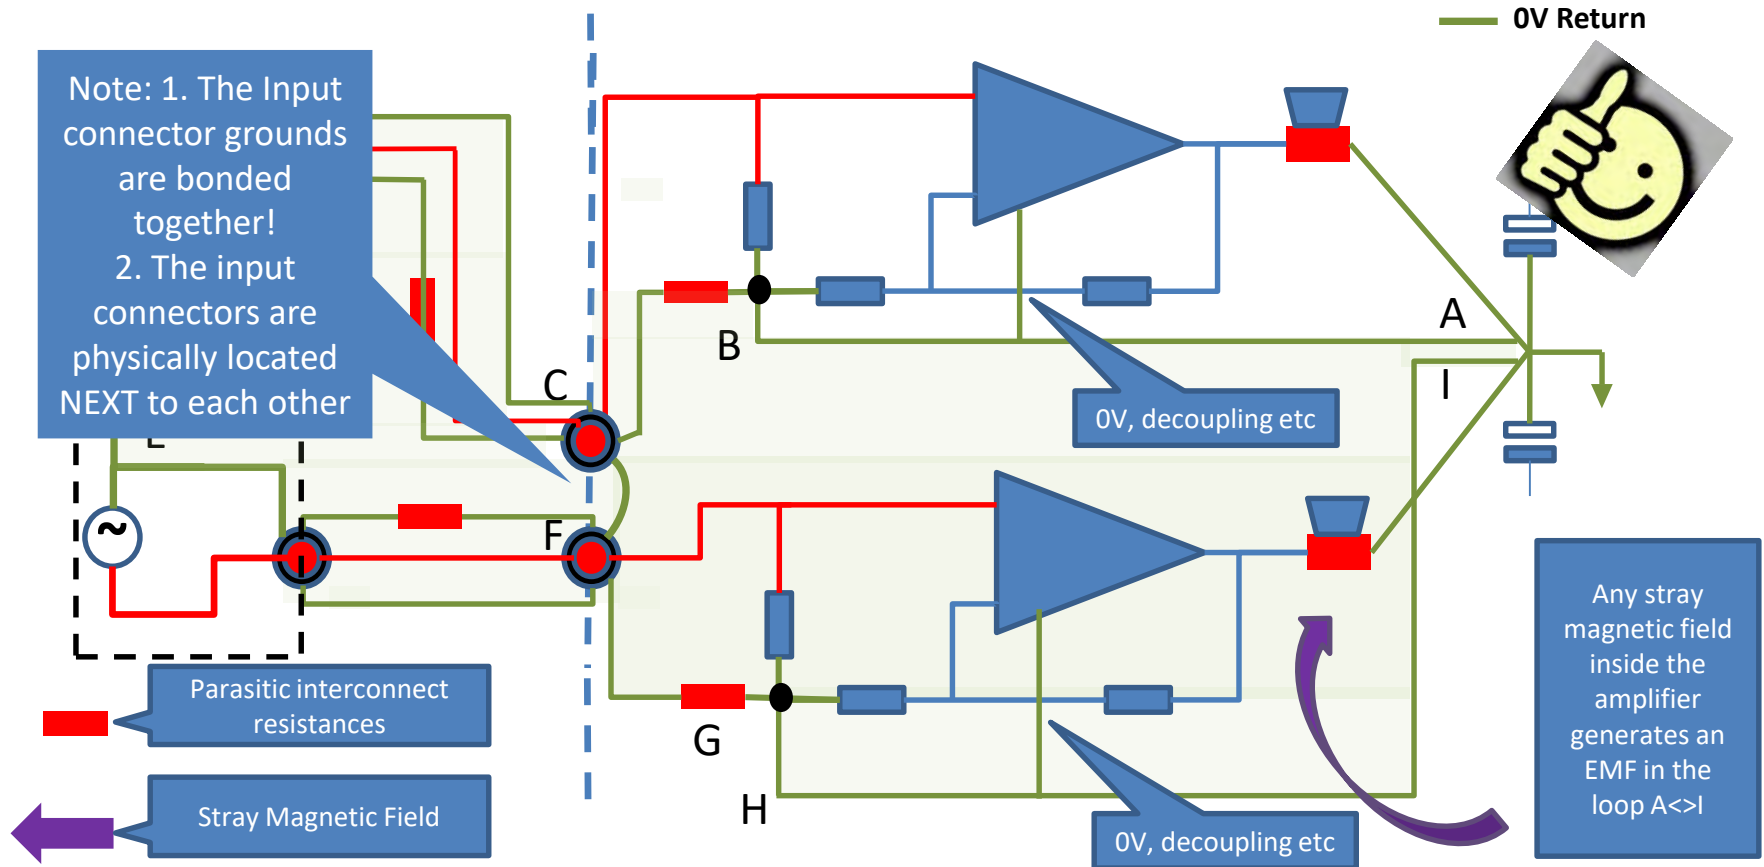 0V Return
Note: 1. The Input
connector grounds
are bonded
together!
2. The input
connectors are
physically located
NEXT to each other
A
B
I
C
0V, decoupling etc
~
F
Any stray
magnetic field
inside the
amplifier
generates an
EMF in the
loop A<>I
Parasitic interconnect
resistances
G
H
Stray Magnetic Field
0V, decoupling etc